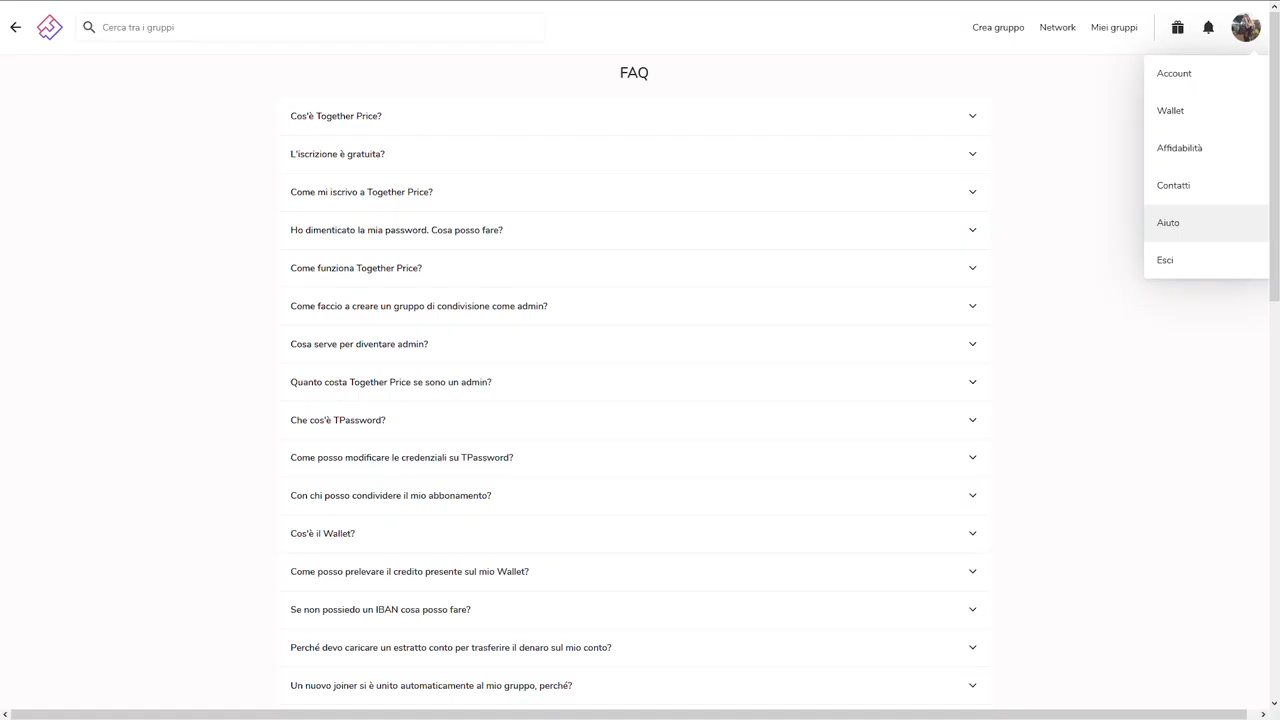 Cerca tra i gruppi
Crea gruppo
Network
Miei gruppi
FAQ
Account
Wallet
Affidabilità
Contatti
Aiuto
Esci
Cos'è Together Price?
L'iscrizione è gratuita?
Come mi iscrivo a Together Price?
Ho dimenticato la mia password. Cosa posso fare?
Come funziona Together Price?
Come faccio a creare un gruppo di condivisione come admin?
Cosa serve per diventare admin?
Quanto costa Together Price se sono un admin?
Che cos'è TPassword?
Come posso modificare le credenziali su TPassword?
Con chi posso condividere il mio abbonamento?
Cos'è il Wallet?
Come posso prelevare il credito presente sul mio Wallet?
Se non possiedo un IBAN cosa posso fare?
Perché devo caricare un estratto conto per trasferire il denaro sul mio conto?
Un nuovo joiner si è unito automaticamente al mio gruppo, perché?